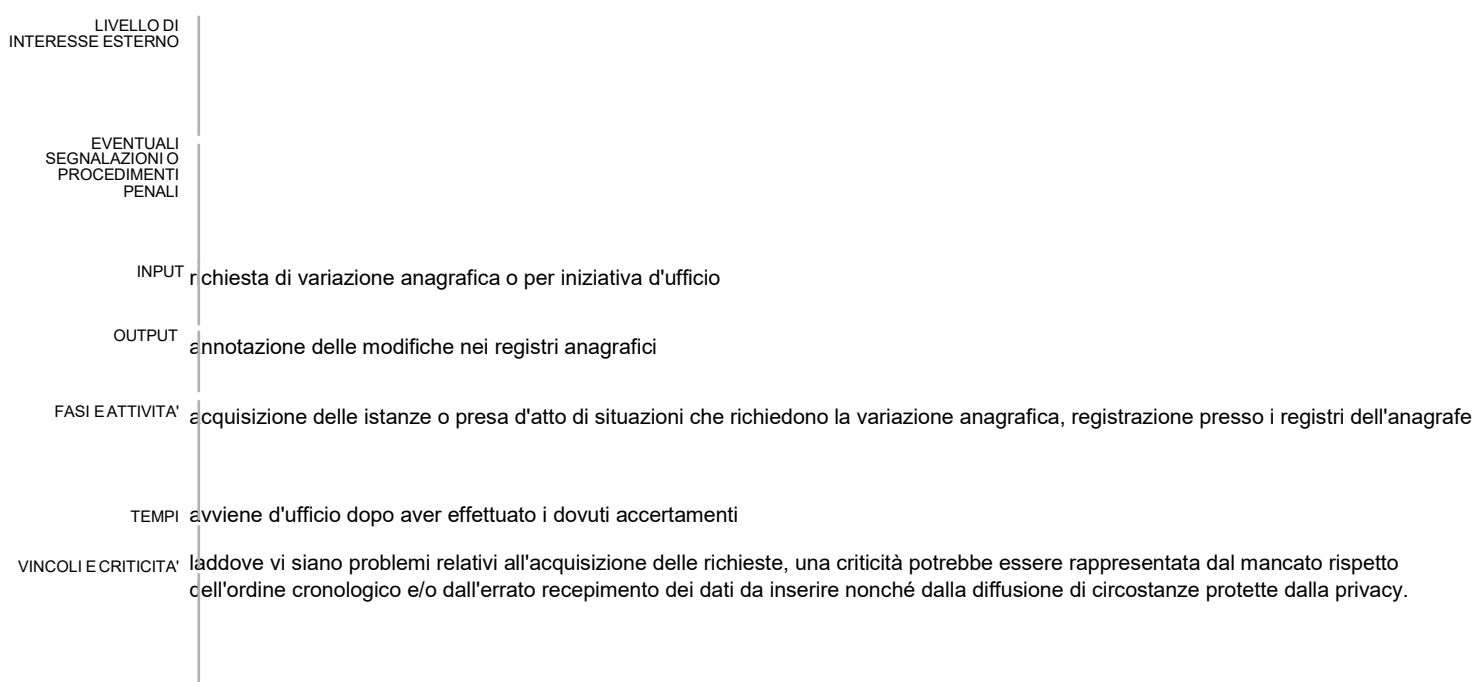 LIVELLO DI
INTERESSE ESTERNO
EVENTUALI
SEGNALAZIONI O
PROCEDIMENTI
PENALI
INPUT richiesta di variazione anagrafica o per iniziativa d'ufficio
OUTPUT annotazione delle modifiche nei registri anagrafici
FASI E ATTIVITA' acquisizione delle istanze o presa d'atto di situazioni che richiedono la variazione anagrafica, registrazione presso i registri dell'anagrafe
TEMPI avviene d'ufficio dopo aver effettuato i dovuti accertamenti
VINCOLI E CRITICITA' laddove vi siano problemi relativi all'acquisizione delle richieste, una criticità potrebbe essere rappresentata dal mancato rispetto
dell'ordine cronologico e/o dall'errato recepimento dei dati da inserire nonché dalla diffusione di circostanze protette dalla privacy.